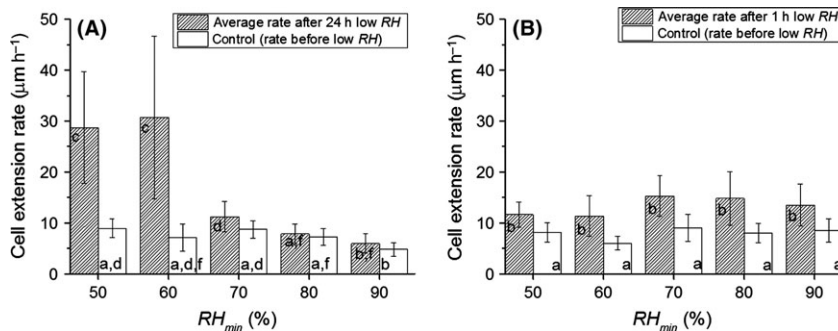 (A)
Average rate after 24 h low RH
Control (rate before low RH)
Cell extension rate (μm h⁻¹)
50
40
30
20
10
0
c
a,d
c
a,d,f
d
a,d
a,f
a,f
b,f
b
50 60 70 80 90
RHmin (%)
(B)
Average rate after 1 h low RH
Control (rate before low RH)
Cell extension rate (μm h⁻¹)
50
40
30
20
10
0
b
a
b
a
b
a
b
a
b
a
50 60 70 80 90
RHmin (%)